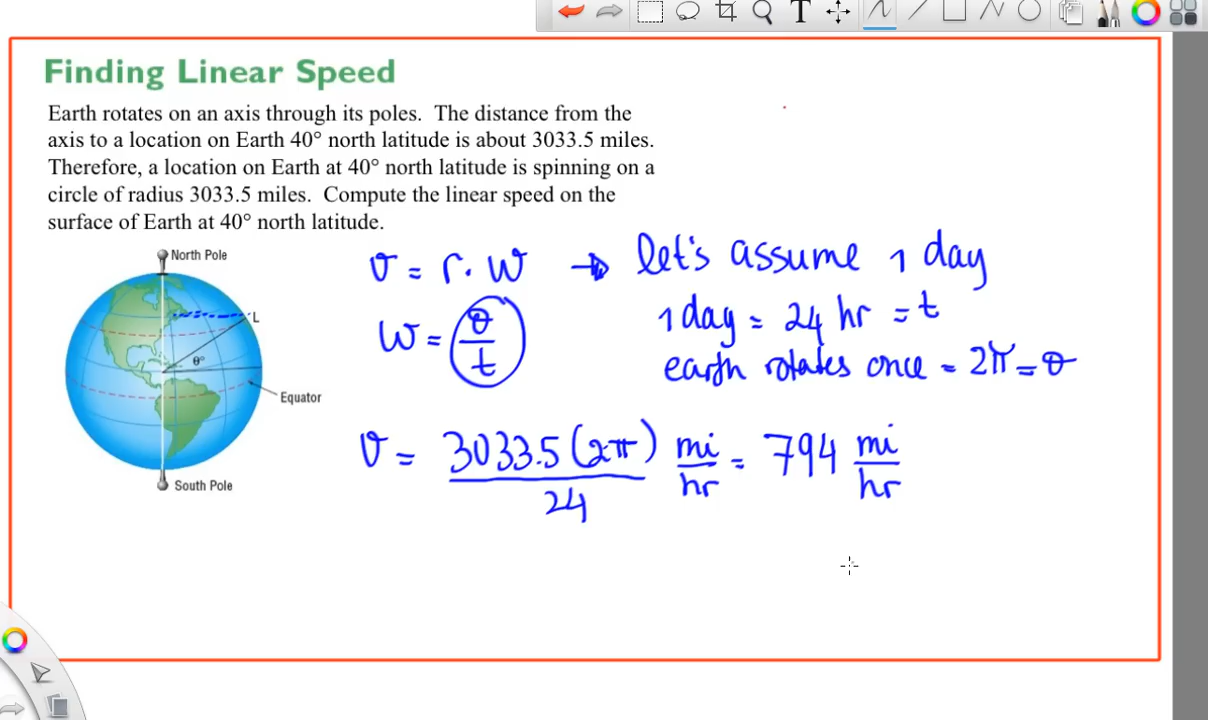 T
Finding Linear Speed
Earth rotates on an axis through its poles. The distance from the
axis to a location on Earth 40° north latitude is about 3033.5 miles.
Therefore, a location on Earth at 40° north latitude is spinning on a
circle of radius 3033.5 miles. Compute the linear speed on the
surface of Earth at 40° north latitude.
North Pole
L
θ°
Equator
South Pole
v = r. w → let's assume 1 day
w = θ/t
1 day = 24 hr = t
earth rotates once = 2π = θ
v = 3033.5 (2π)/24 mi/hr = 794 mi/hr